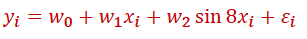 yᵢ = w₀ + w₁xᵢ + w₂ sin 8xᵢ + εᵢ